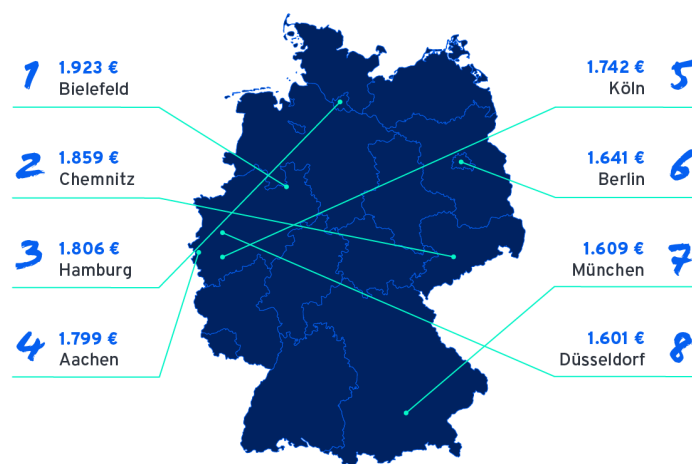 1
1.923 €
Bielefeld
2
1.859 €
Chemnitz
3
1.806 €
Hamburg
4
1.799 €
Aachen
1.742 €
Köln
5
1.641 €
Berlin
6
1.609 €
München
7
1.601 €
Düsseldorf
8